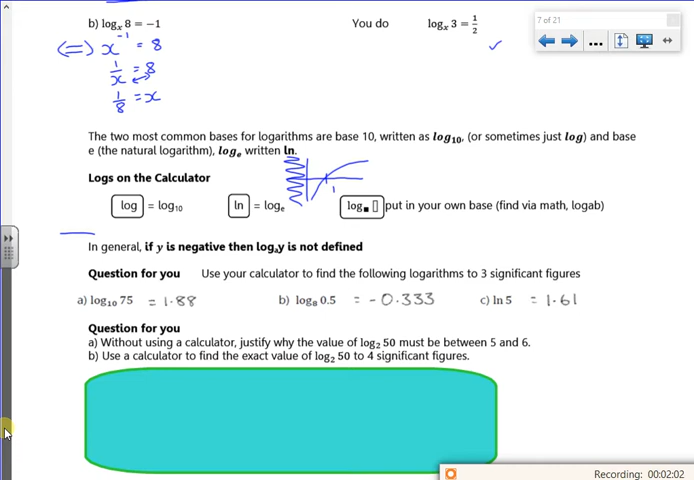 b) logₓ 8 = −1
You do logₓ 3 = 1/2
7 of 21
⇔ x⁻¹ = 8
1/x = 8
1/8 = x
The two most common bases for logarithms are base 10, written as log₁₀, (or sometimes just log) and base
e (the natural logarithm), logₑ written ln.
Logs on the Calculator
1
log = log₁₀
ln = logₑ
log■ ▯ put in your own base (find via math, logab)
In general, if y is negative then logₐy is not defined
Question for you Use your calculator to find the following logarithms to 3 significant figures
a) log₁₀ 75 = 1.88 b) log₈ 0.5 = -0.333 c) ln 5 = 1.61
Question for you
a) Without using a calculator, justify why the value of log₂ 50 must be between 5 and 6.
b) Use a calculator to find the exact value of log₂ 50 to 4 significant figures.
Recording: 00:02:02